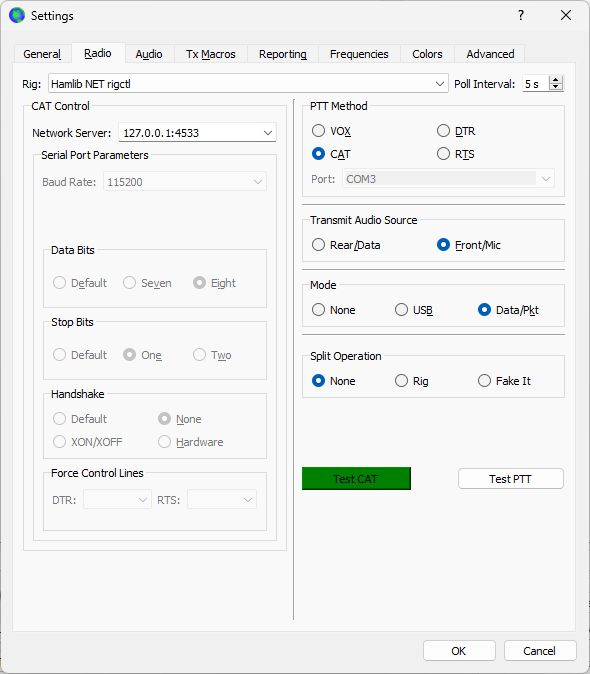 Settings
?
General
Radio
Audio
Tx Macros
Reporting
Frequencies
Colors
Advanced
Rig: Hamlib NET rigctl
Poll Interval: 5 s
CAT Control
Network Server: 127.0.0.1:4533
Serial Port Parameters
Baud Rate: 115200
Data Bits
Default Seven Eight
Stop Bits
Default One Two
Handshake
Default None
XON/XOFF Hardware
Force Control Lines
DTR: RTS:
PTT Method
VOX DTR
CAT RTS
Port: COM3
Transmit Audio Source
Rear/Data Front/Mic
Mode
None USB Data/Pkt
Split Operation
None Rig Fake It
Test CAT Test PTT
OK Cancel